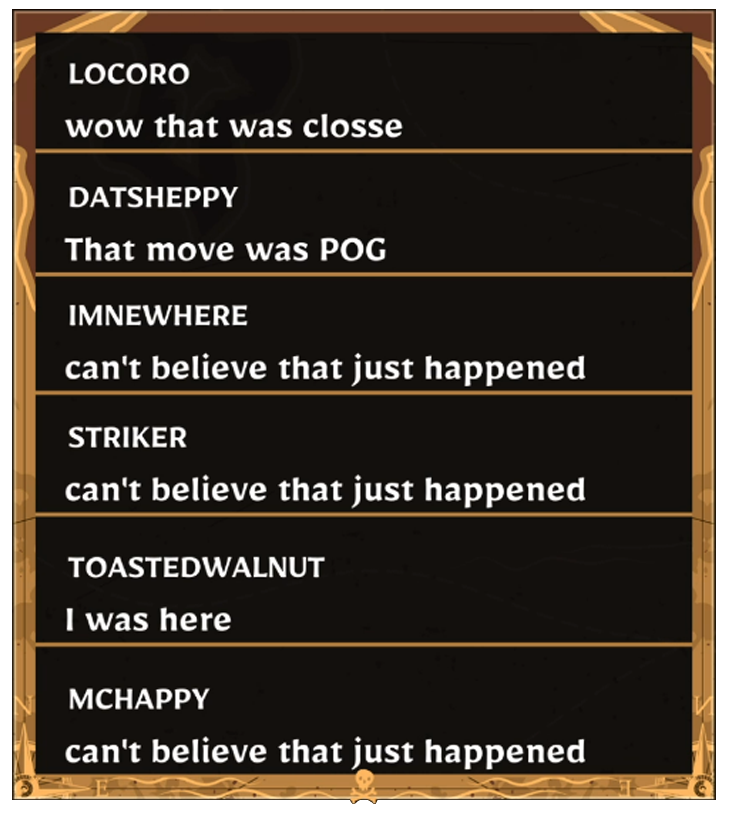 LOCORO
wow that was closse
DATSHEPPY
That move was POG
IMNEWHERE
can't believe that just happened
STRIKER
can't believe that just happened
TOASTEDWALNUT
I was here
MCHAPPY
can't believe that just happened
N
N
E
E